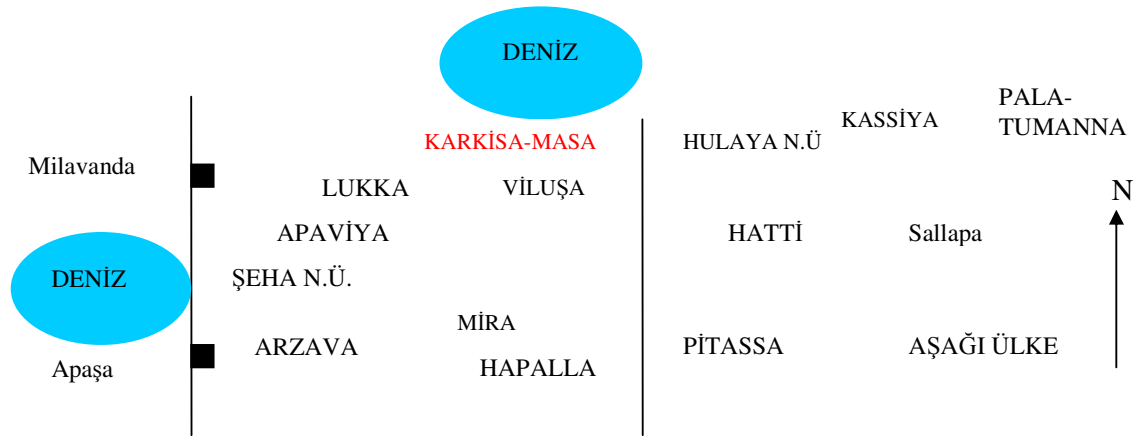 DENİZ
PALA-
TUMANNA
KASSİYA
KARKİSA-MASA
HULAYA N.Ü
Milavanda
LUKKA
VİLUŞA
N
APAVİYA
HATTİ
Sallapa
DENİZ
ŞEHA N.Ü.
MİRA
ARZAVA
PİTASSA
AŞAĞI ÜLKE
Apaşa
HAPALLA